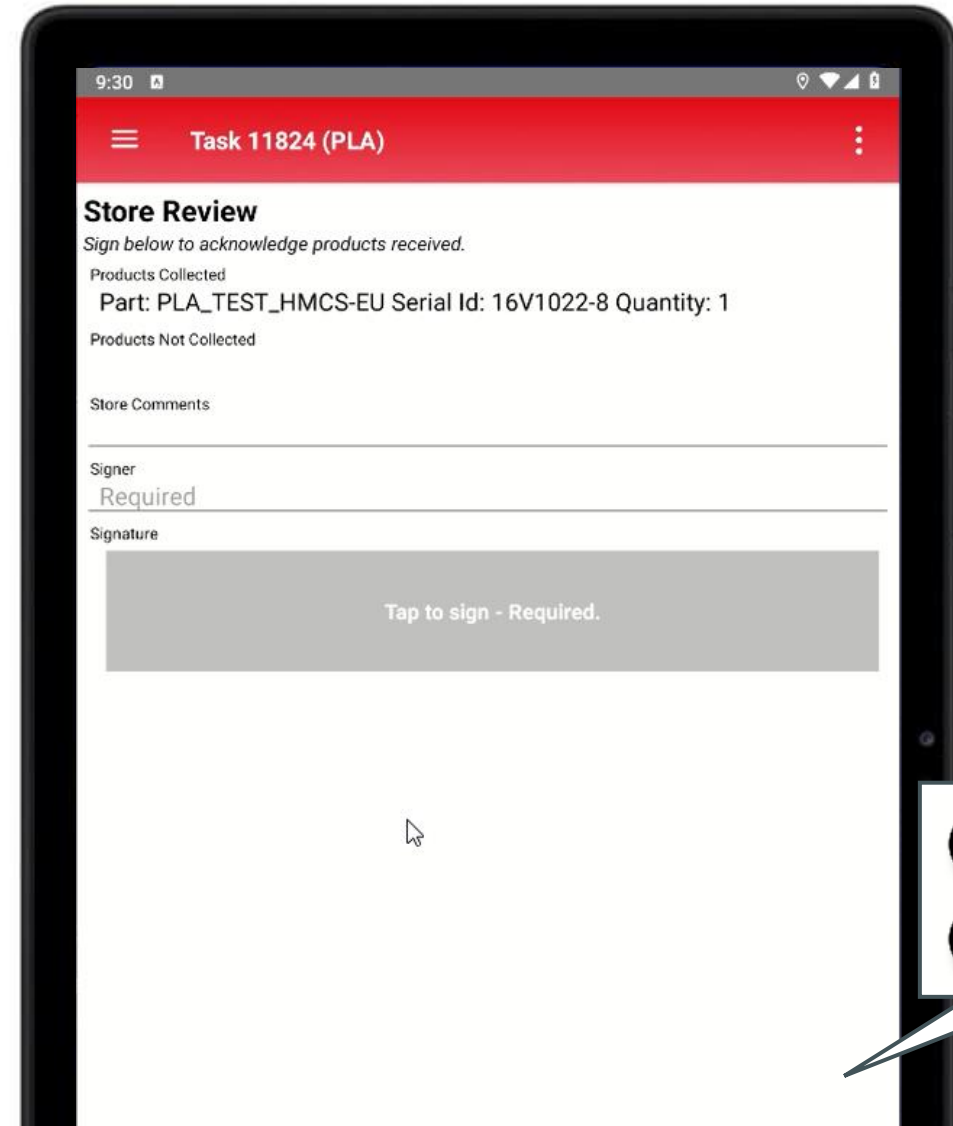 9:30
Task 11824 (PLA)
Store Review
Sign below to acknowledge products received.
Products Collected
Part: PLA_TEST_HMCS-EU Serial Id: 16V1022-8 Quantity: 1
Products Not Collected
Store Comments
Signer
Required
Signature
Tap to sign - Required.